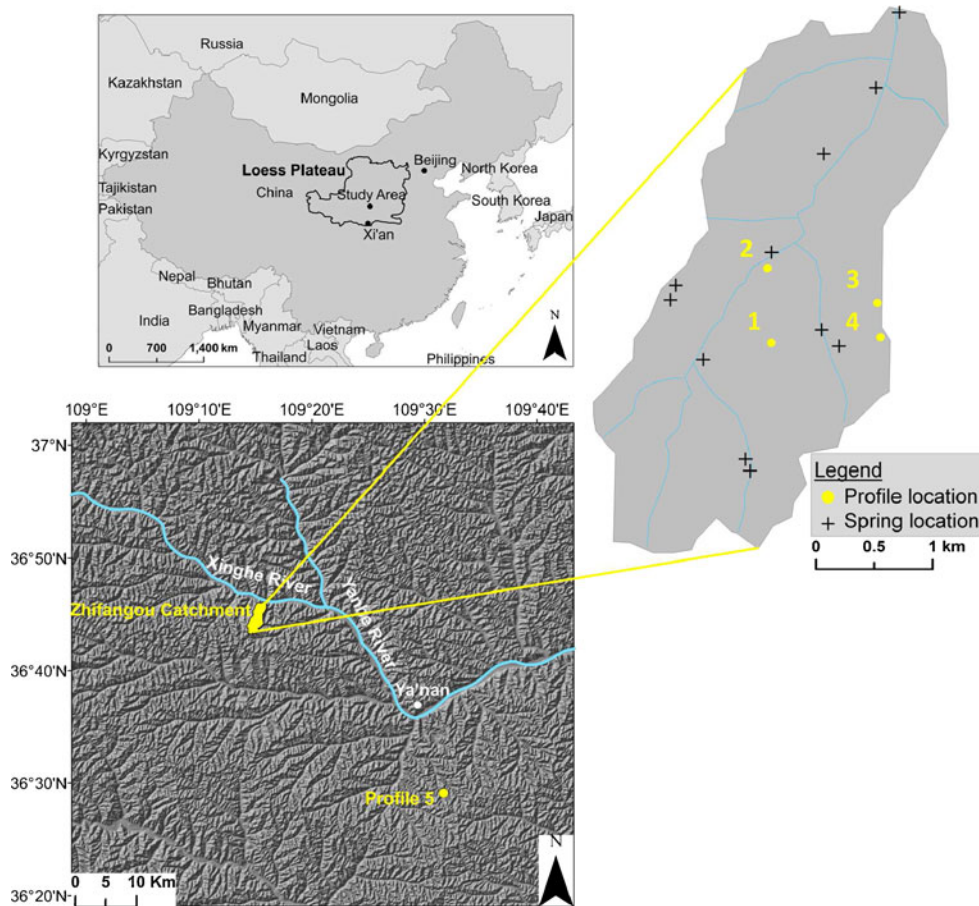 Russia
Kazakhstan
Mongolia
Kyrgyzstan
Tajikistan
Pakistan
Loess Plateau
Beijing
North Korea
China
Study Area
South Korea
Japan
Xi'an
Nepal
Bhutan
Bangladesh
India
Myanmar
Vietnam
Laos
Thailand
Philippines
N
0 700 1,400 km
2
3
1
4
Legend
Profile location
Spring location
0 0.5 1 km
109°E 109°10'E 109°20'E 109°30'E 109°40'E
37°N
36°50'N
36°40'N
36°30'N
36°20'N
Xinghe River
Zhifangou Catchment
Yanhe River
Ya'nan
Profile 5
N
0 5 10 Km